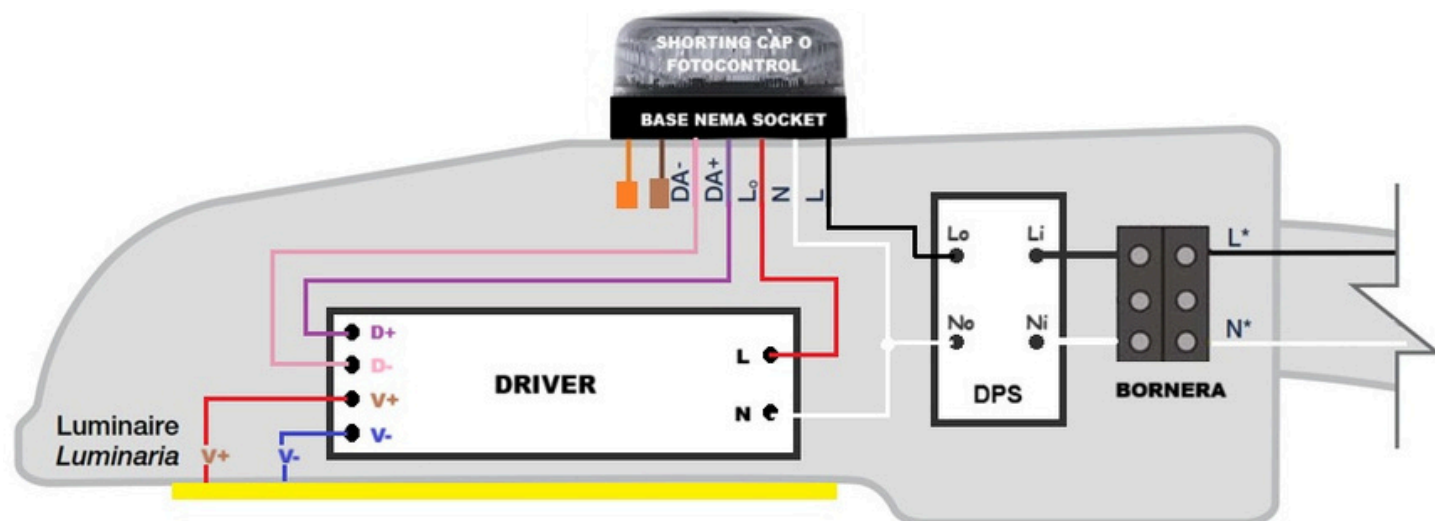 SHORTING CAP O
FOTOCONTROL
BASE NEMA SOCKET
DA-
DA+
Lo
N
L
Lo
Li
L*
No
Ni
N*
DPS
BORNERA
D+
D-
V+
V-
DRIVER
L
N
Luminaire
Luminaria
V+
V-